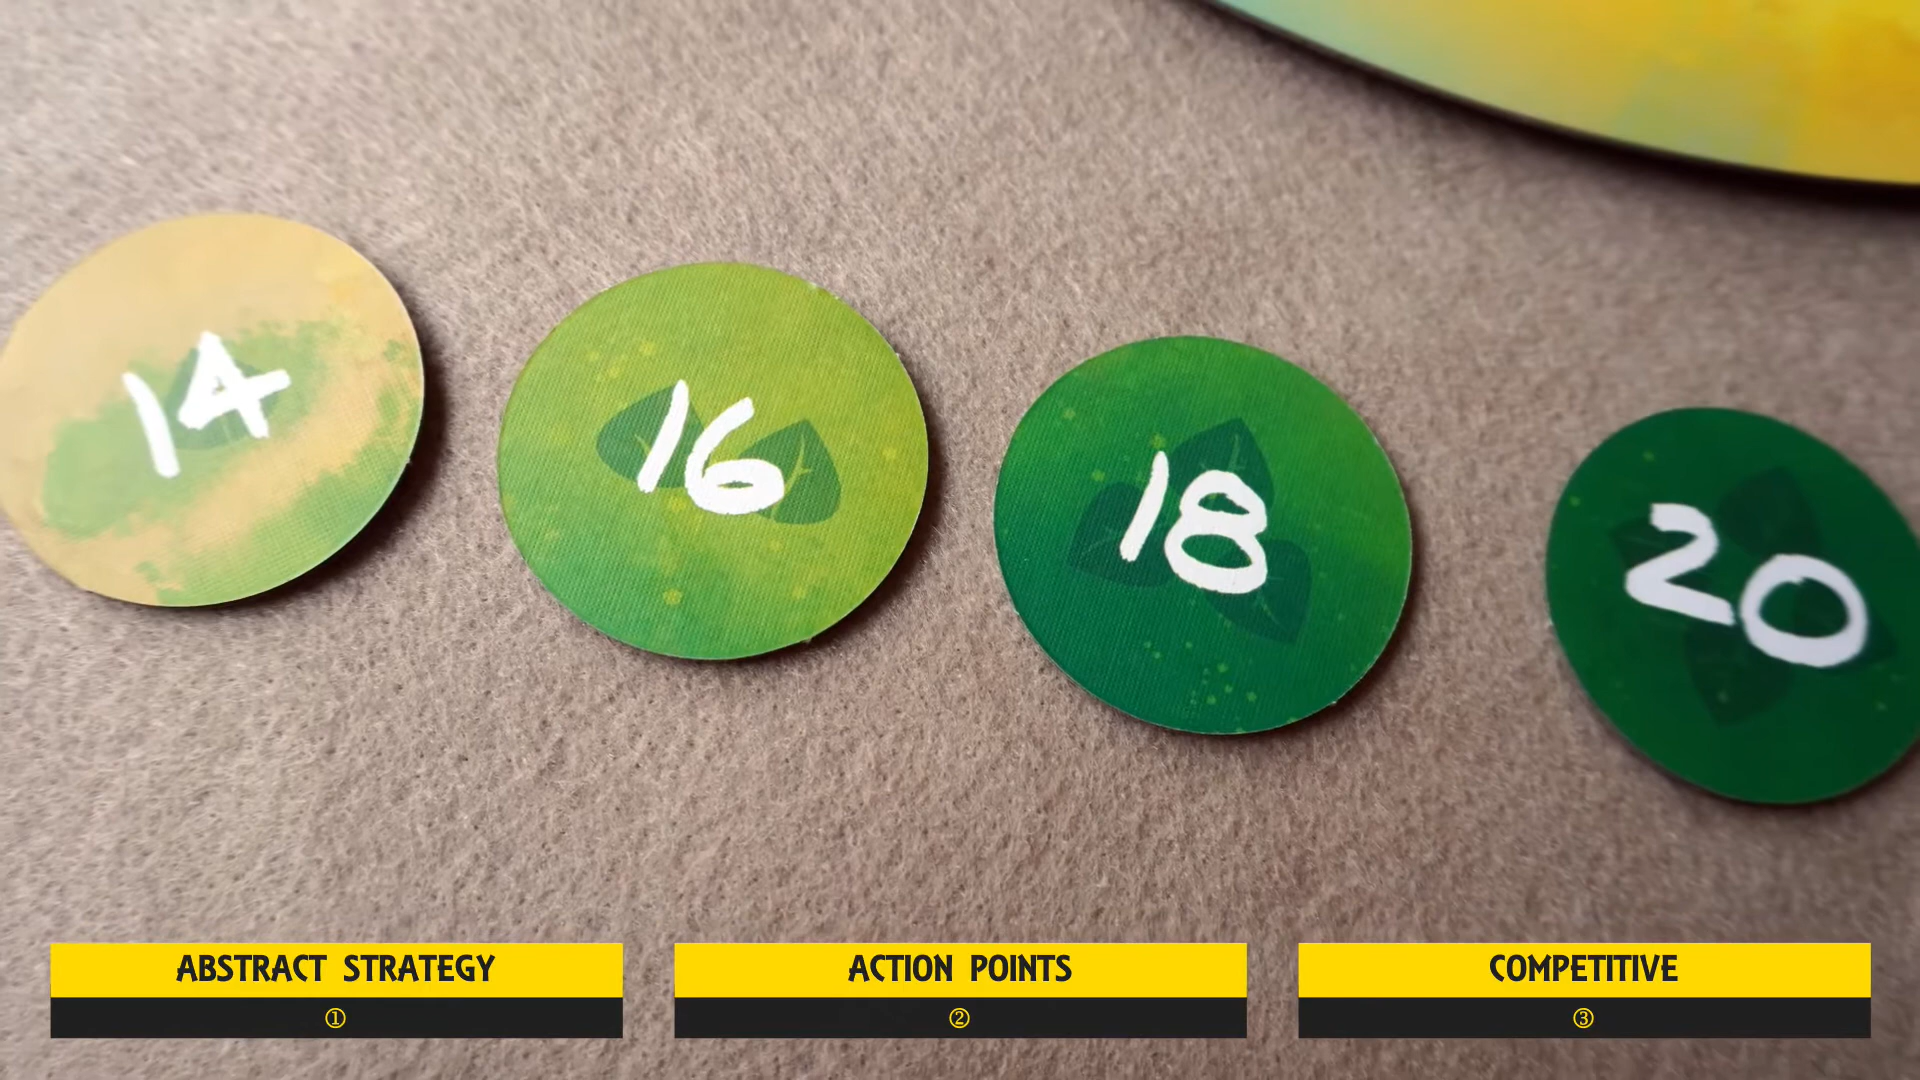 14
16
18
20
ABSTRACT STRATEGY
①
ACTION POINTS
②
COMPETITIVE
③